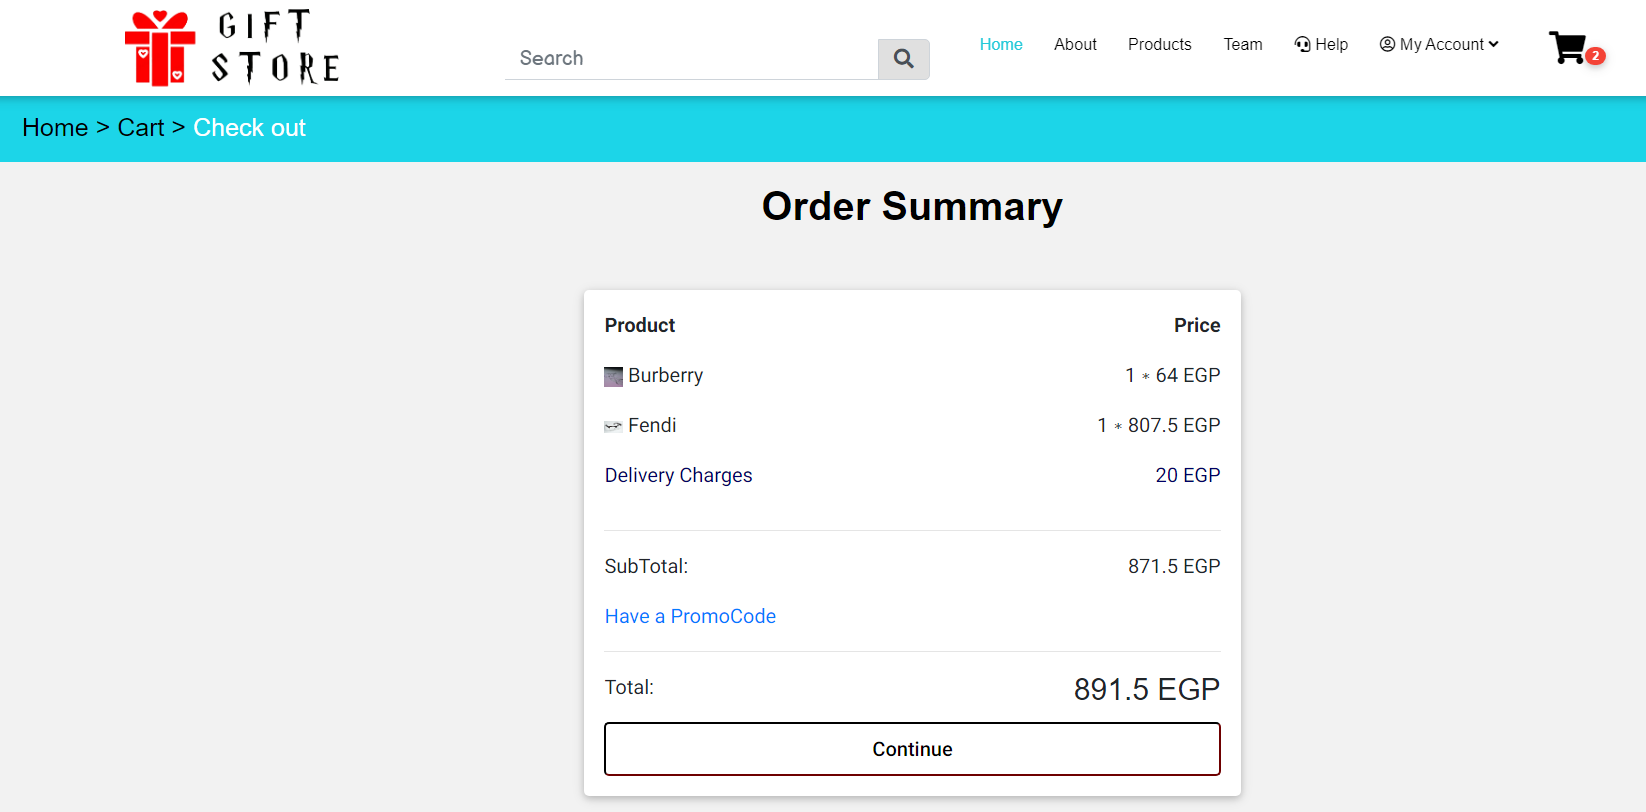 GIFT
STORE
Search
Home About Products Team Help My Account
2
Home > Cart > Check out
Order Summary
Product Price
Burberry 1 * 64 EGP
Fendi 1 * 807.5 EGP
Delivery Charges 20 EGP
SubTotal: 871.5 EGP
Have a PromoCode
Total: 891.5 EGP
Continue